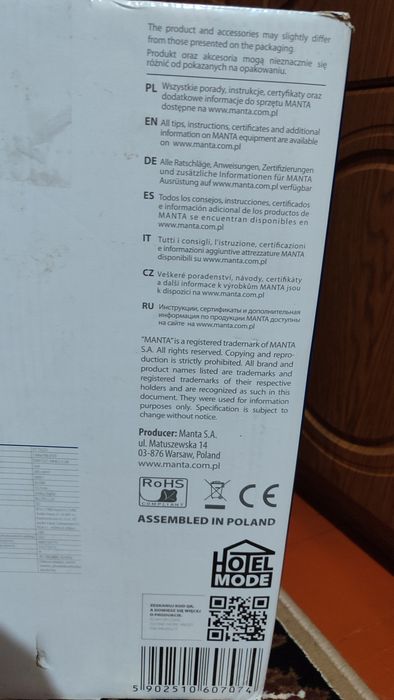 The product and accessories may slightly differ
from those presented on the packaging.
Produkt oraz akcesoria mogą nieznacznie się
różnić od pokazanych na opakowaniu.
PL Wszystkie porady, instrukcje, certyfikaty oraz
dodatkowe informacje do sprzętu MANTA
dostępne na www.manta.com.pl
EN All tips, instructions, certificates and additional
information on MANTA equipment are available
on www.manta.com.pl
DE Alle Ratschläge, Anweisungen, Zertifizierungen
und zusätzliche Informationen für MANTA
Ausrüstung auf www.manta.com.pl verfügbar
ES Todos los consejos, instrucciones, certificados
e información adicional de los productos de
MANTA se encuentran disponibles en
www.manta.com.pl
IT Tutti i consigli, l'istruzione, certificazioni
e informazioni aggiuntive attrezzature MANTA
disponibili su www.manta.com.pl
CZ Veškeré poradenství, návody, certifikáty
a další informace k výrobkům MANTA jsou
k dispozici na www.manta.com.pl
RU Инструкции, сертификаты и дополнительная
информация по продукции MANTA доступны
на сайте на www.manta.com.pl
"MANTA" is a registered trademark of MANTA
S.A. All rights reserved. Copying and repro-
duction is strictly prohibited. All brand and
product names listed are trademarks and
registered trademarks of their respective
holders and are recognized as such in this
document. They were used for information
purposes only. Specification is subject to
change without notice.
Producer: Manta S.A.
ul. Matuszewska 14
03-876 Warsaw, Poland
www.manta.com.pl
RoHS
COMPLIANT
CE
ASSEMBLED IN POLAND
HOTEL
MODE
ZESKANUJ KOD QR,
A DOWIESZ SIĘ WIĘCEJ
O PRODUKCIE.
5 902510 607074